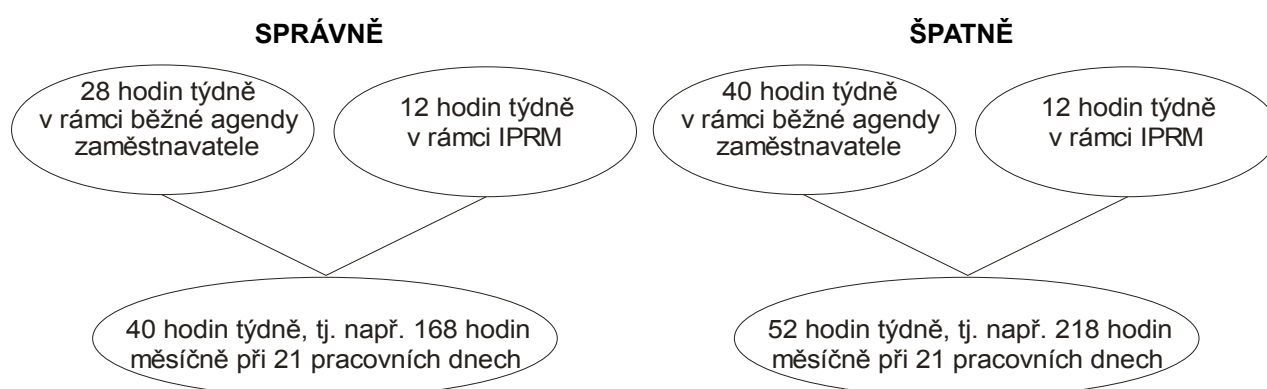 SPRÁVNĚ
28 hodin týdně
v rámci běžné agendy
zaměstnavatele
12 hodin týdně
v rámci IPRM
40 hodin týdně, tj. např. 168 hodin
měsíčně při 21 pracovních dnech
ŠPATNĚ
40 hodin týdně
v rámci běžné agendy
zaměstnavatele
12 hodin týdně
v rámci IPRM
52 hodin týdně, tj. např. 218 hodin
měsíčně při 21 pracovních dnech